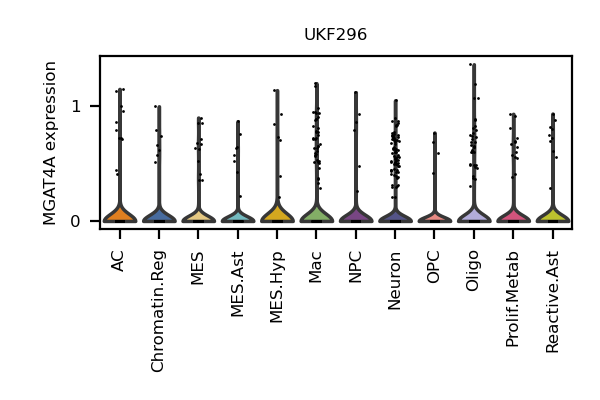 UKF296
MGAT4A expression
1
0
AC
Chromatin.Reg
MES
MES.Ast
MES.Hyp
Mac
NPC
Neuron
OPC
Oligo
Prolif.Metab
Reactive.Ast